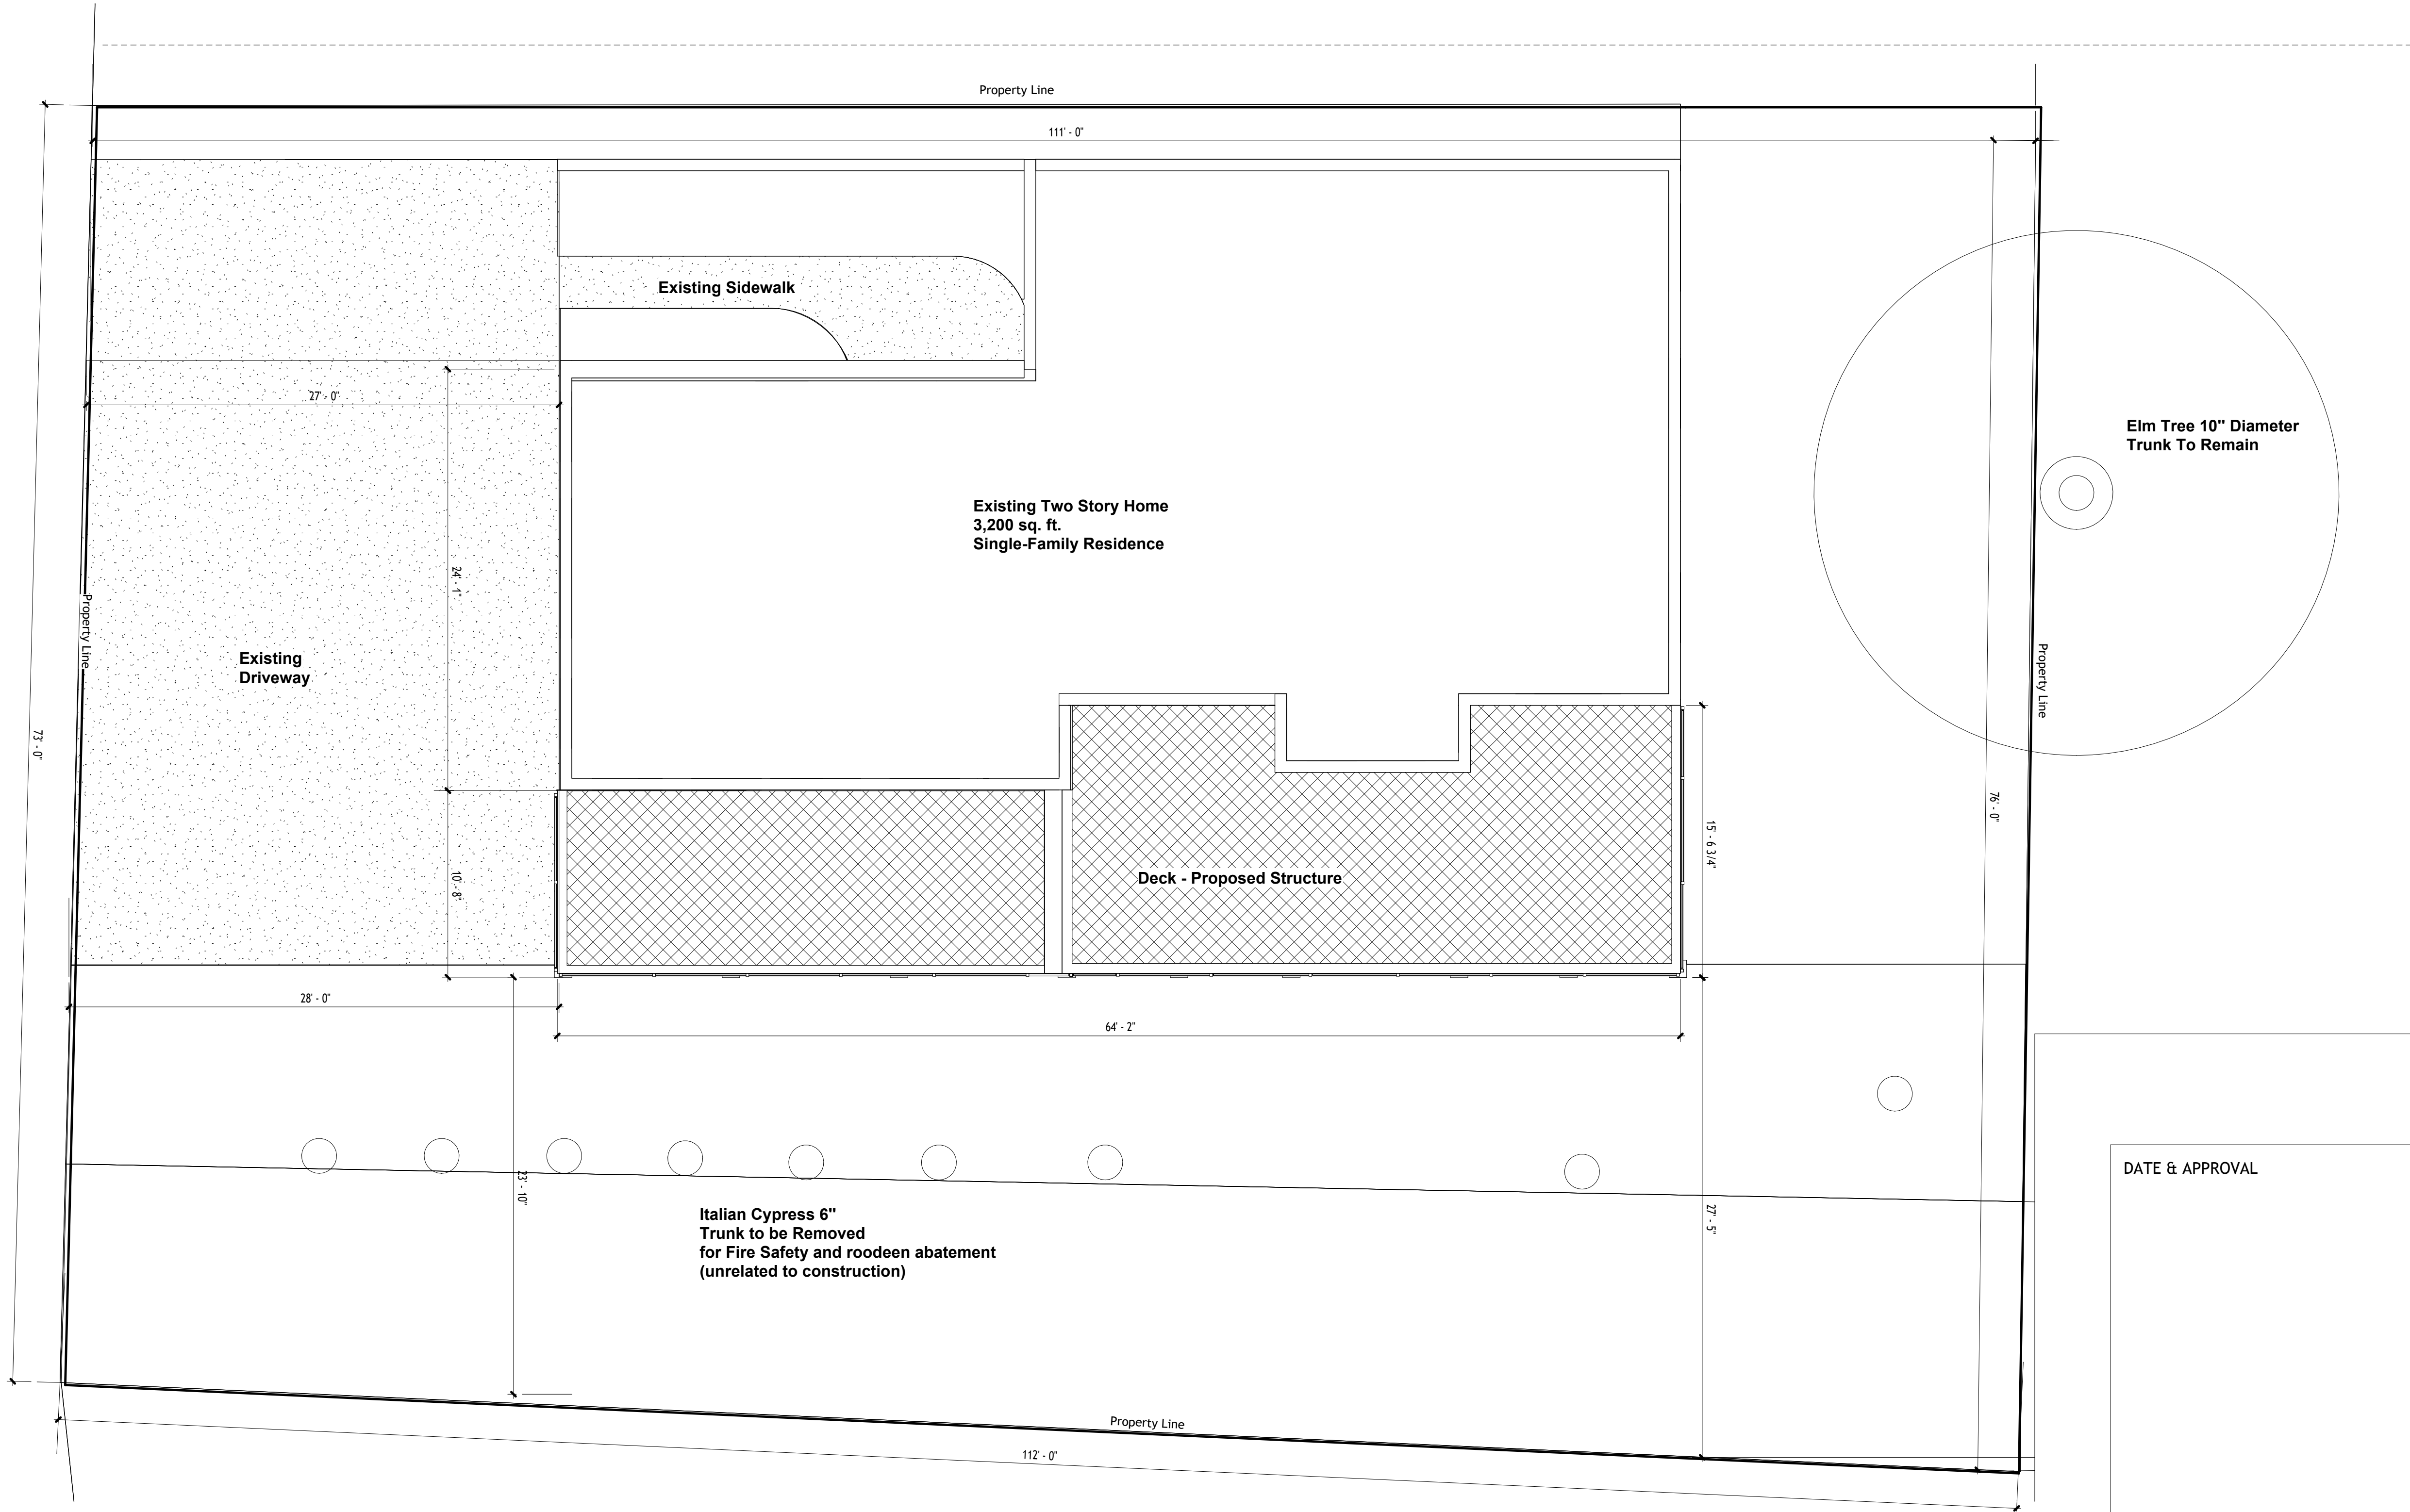 Property Line
111' - 0"
Existing Sidewalk
27' - 0"
Elm Tree 10" Diameter
Trunk To Remain
Existing Two Story Home
3,200 sq. ft.
Single-Family Residence
24' - 1"
Property Line
Existing
Driveway
Property Line
73' - 0"
76' - 0"
15' - 6 3/4"
10' - 8"
Deck - Proposed Structure
28' - 0"
64' - 2"
DATE & APPROVAL
23' - 10"
27' - 5"
Italian Cypress 6"
Trunk to be Removed
for Fire Safety and roodeen abatement
(unrelated to construction)
Property Line
112' - 0"